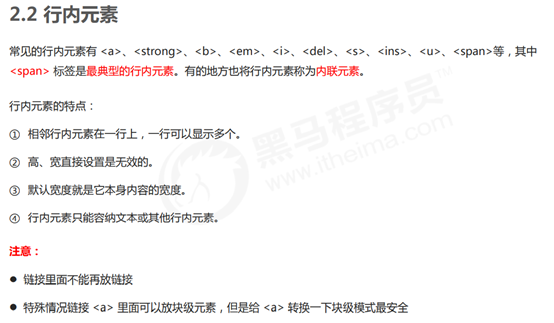 2.2 行内元素
常见的行内元素有 <a>、<strong>、<b>、<em>、<i>、<del>、<s>、<ins>、<u>、<span>等，其中
<span> 标签是最典型的行内元素。有的地方也将行内元素称为内联元素。
行内元素的特点：
① 相邻行内元素在一行上，一行可以显示多个。
② 高、宽直接设置是无效的。
③ 默认宽度就是它本身内容的宽度。
④ 行内元素只能容纳文本或其他行内元素。
注意：
● 链接里面不能再放链接
● 特殊情况链接 <a> 里面可以放块级元素，但是给 <a> 转换一下块级模式最安全
黑马程序员™
www.itheima.com